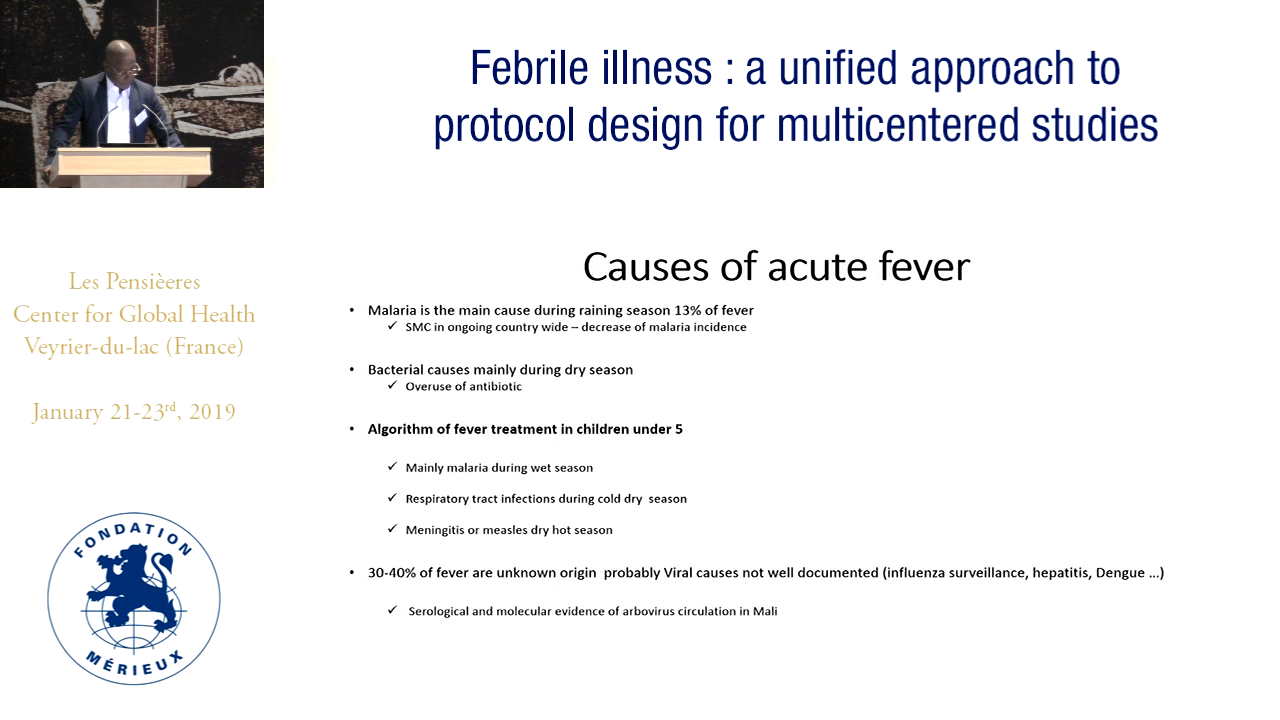 Febrile illness : a unified approach to
protocol design for multicentered studies
Les Pensièeres
Center for Global Health
Veyrier-du-lac (France)
January 21-23rd, 2019
FONDATION
MÉRIEUX
Causes of acute fever
• Malaria is the main cause during raining season 13% of fever
✓ SMC in ongoing country wide – decrease of malaria incidence
• Bacterial causes mainly during dry season
✓ Overuse of antibiotic
• Algorithm of fever treatment in children under 5
✓ Mainly malaria during wet season
✓ Respiratory tract infections during cold dry season
✓ Meningitis or measles dry hot season
• 30-40% of fever are unknown origin probably Viral causes not well documented (influenza surveillance, hepatitis, Dengue ...)
✓ Serological and molecular evidence of arbovirus circulation in Mali